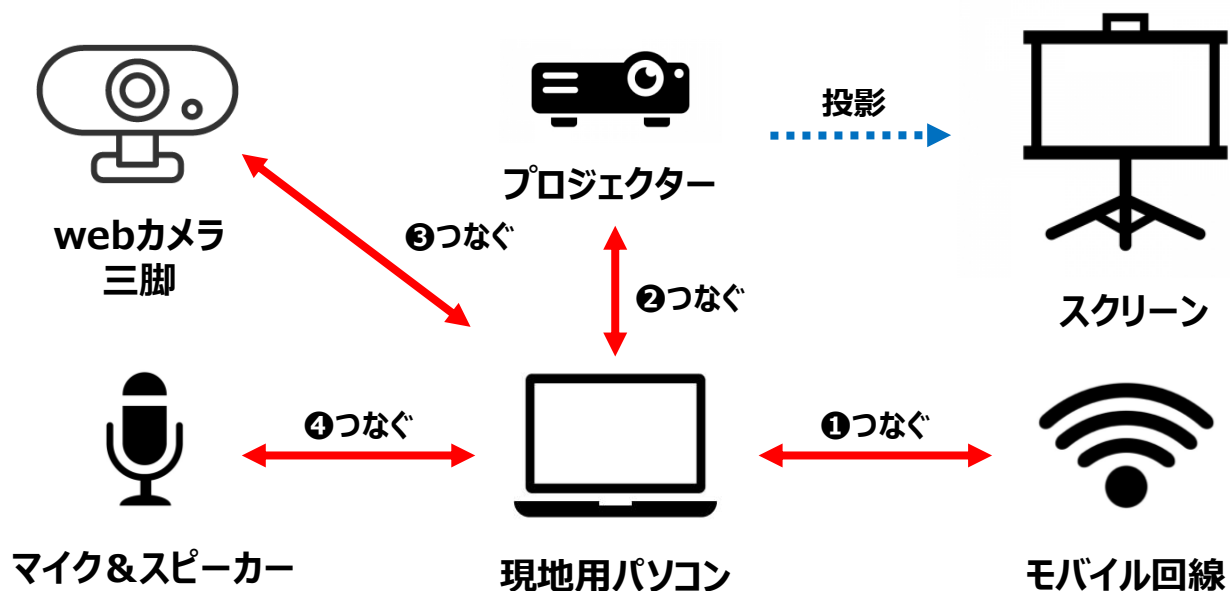 投影
プロジェクター
webカメラ
三脚
❸つなぐ
❷つなぐ
スクリーン
❹つなぐ
❶つなぐ
マイク&スピーカー
現地用パソコン
モバイル回線